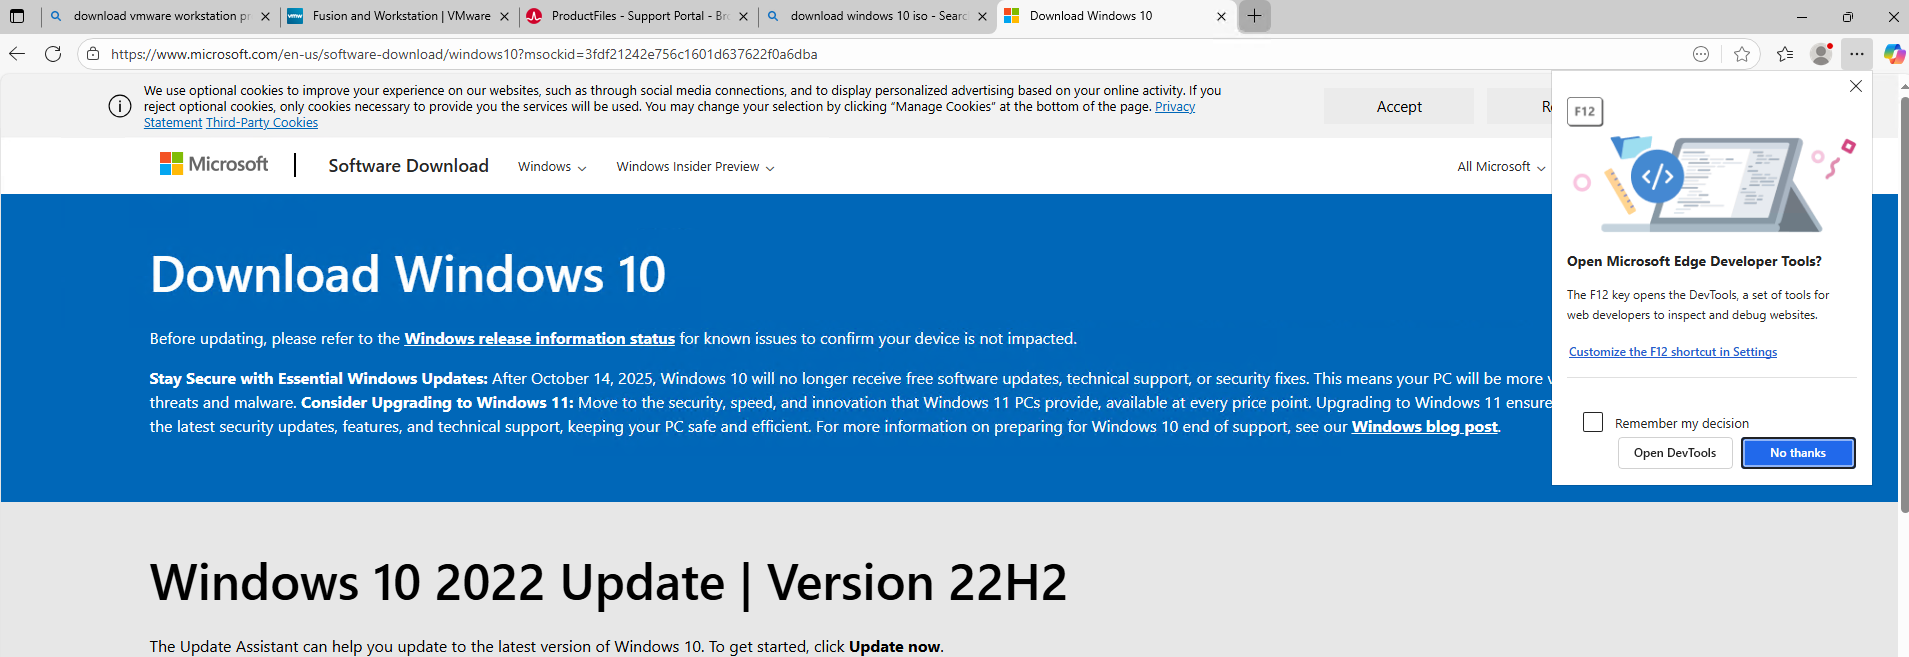 download vmware workstation pr
Fusion and Workstation | VMware
ProductFiles - Support Portal - Bro
download windows 10 iso - Searc
Download Windows 10
https://www.microsoft.com/en-us/software-download/windows10?msockid=3fdf21242e756c1601d637622f0a6dba
We use optional cookies to improve your experience on our websites, such as through social media connections, and to display personalized advertising based on your online activity. If you
reject optional cookies, only cookies necessary to provide you the services will be used. You may change your selection by clicking “Manage Cookies” at the bottom of the page. Privacy
Statement Third-Party Cookies
Accept
Microsoft
Software Download
Windows
Windows Insider Preview
All Microsoft
Download Windows 10
Before updating, please refer to the Windows release information status for known issues to confirm your device is not impacted.
Stay Secure with Essential Windows Updates: After October 14, 2025, Windows 10 will no longer receive free software updates, technical support, or security fixes. This means your PC will be more
threats and malware. Consider Upgrading to Windows 11: Move to the security, speed, and innovation that Windows 11 PCs provide, available at every price point. Upgrading to Windows 11 ensure
the latest security updates, features, and technical support, keeping your PC safe and efficient. For more information on preparing for Windows 10 end of support, see our Windows blog post.
F12
</>
Open Microsoft Edge Developer Tools?
The F12 key opens the DevTools, a set of tools for
web developers to inspect and debug websites.
Customize the F12 shortcut in Settings
Remember my decision
Open DevTools
No thanks
Windows 10 2022 Update | Version 22H2
The Update Assistant can help you update to the latest version of Windows 10. To get started, click Update now.